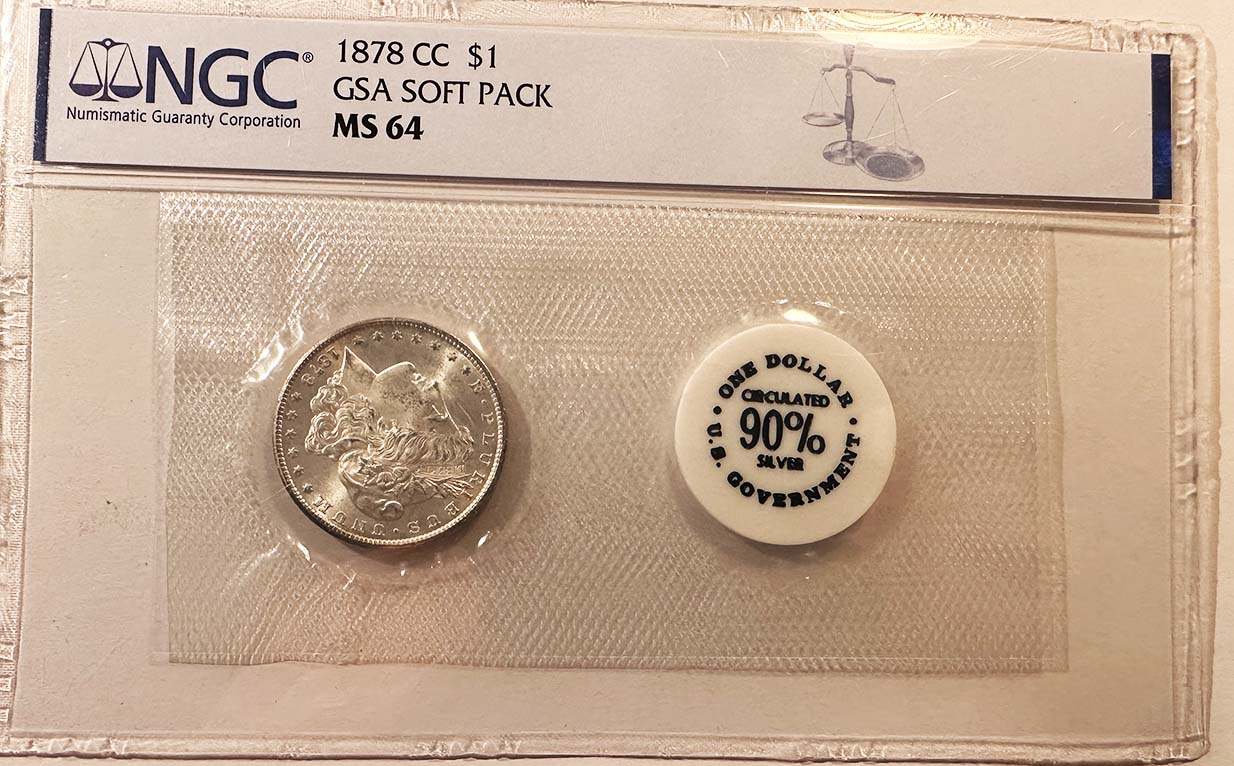 NGC®
Numismatic Guaranty Corporation
1878 CC $1
GSA SOFT PACK
MS 64
1878
E·PLURIBUS·UNUM
ONE DOLLAR
CIRCULATED
90%
SILVER
• U.S. GOVERNMENT •